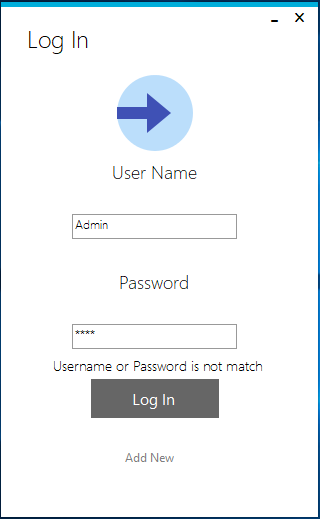 Log In
User Name
Admin
Password
****
Username or Password is not match
Log In
Add New